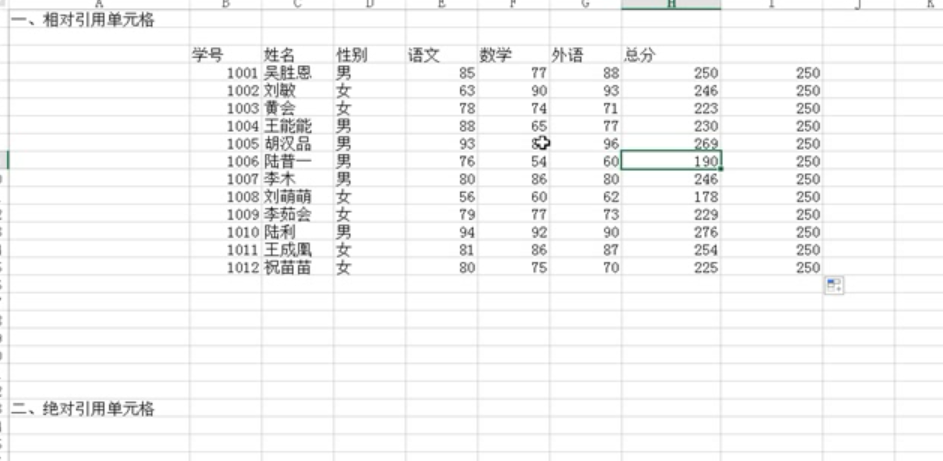 A B C D E F G H I J K
一、相对引用单元格
学号 姓名 性别 语文 数学 外语 总分
1001 吴胜恩 男 85 77 88 250 250
1002 刘敏 女 63 90 93 246 250
1003 黄会 女 78 74 71 223 250
1004 王能能 男 88 65 77 230 250
1005 胡汉品 男 93 96 269 250
1006 陆普一 男 76 54 60 190 250
1007 李木 男 80 86 80 246 250
1008 刘萌萌 女 56 60 62 178 250
1009 李茹会 女 79 77 73 229 250
1010 陆利 男 94 92 90 276 250
1011 王成凰 女 81 86 87 254 250
1012 祝苗苗 女 80 75 70 225 250
二、绝对引用单元格